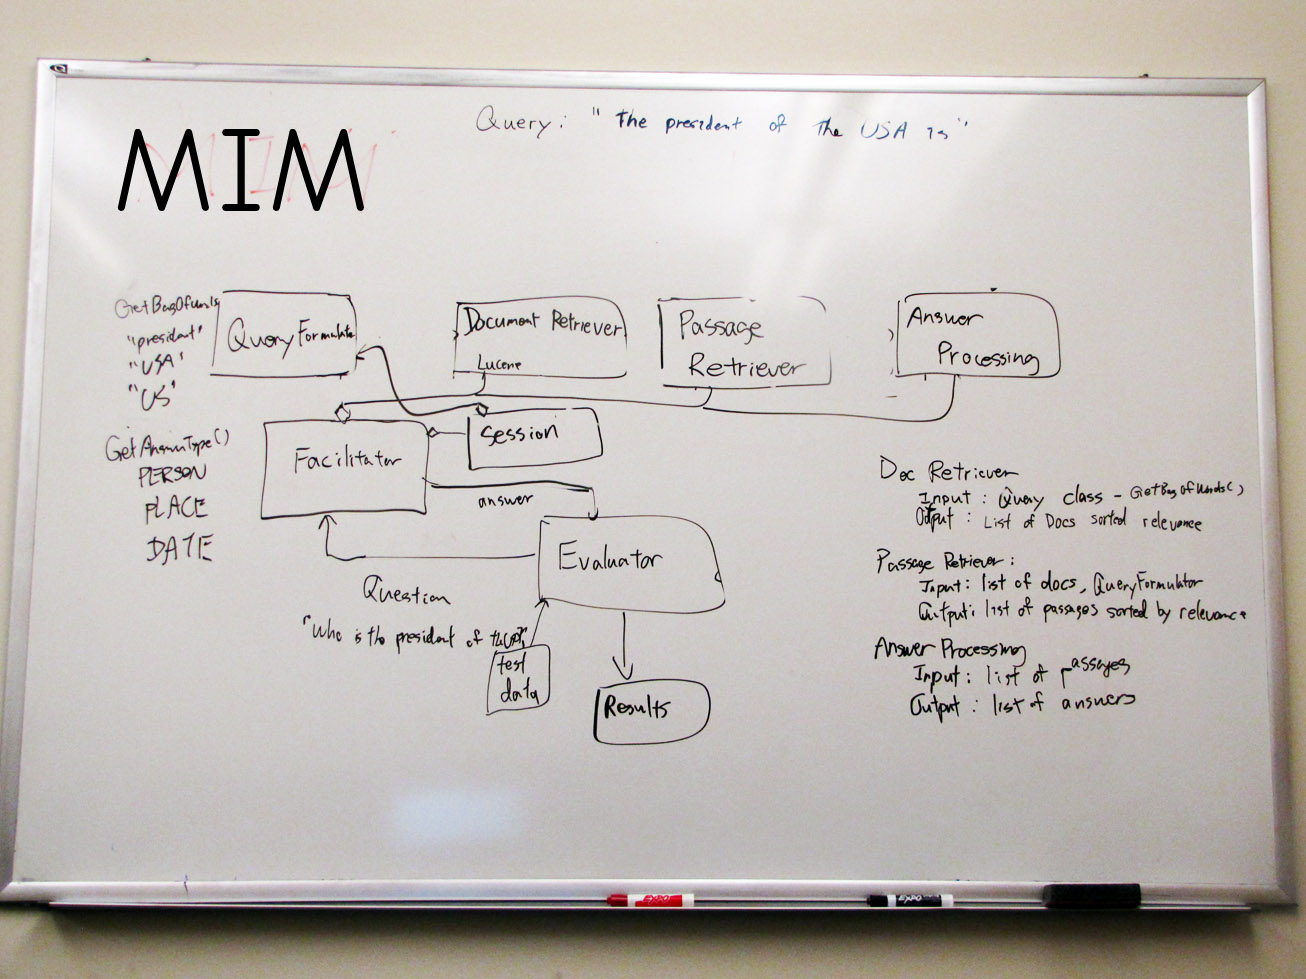 Query: "The president of the USA is"
MIM
GetBagOfWords
"president"
"USA"
"US"
Query Formulator
Document Retriever
Lucene
Passage
Retriever
Answer
Processing
GetAnswerType()
PERSON
PLACE
DATE
Facilitator
Session
answer
Evaluator
Question
"Who is the president of the USA?"
test
data
Results
Doc Retriever
Input: Query class - GetBagOfWords()
Output: List of Docs sorted relevance
Passage Retriever:
Input: list of docs, QueryFormulator
Output: list of passages sorted by relevance
Answer Processing
Input: list of passages
Output: list of answers
EXPO
EXPO